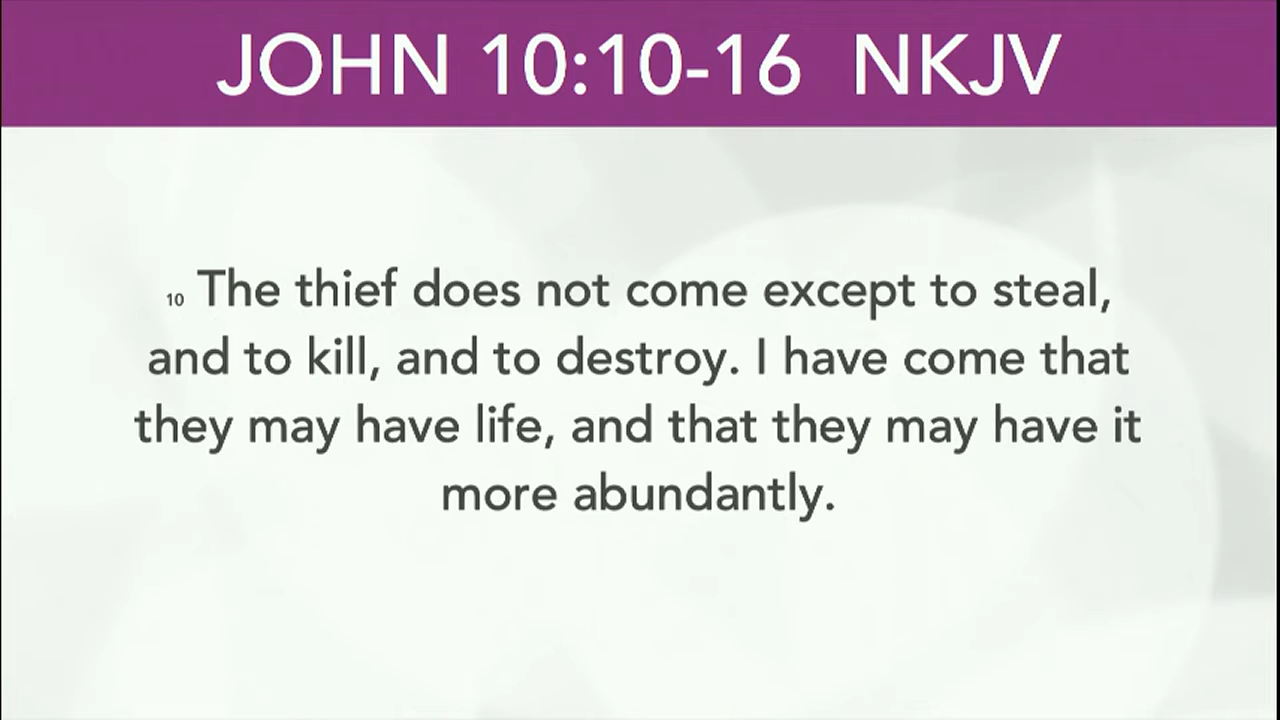 JOHN 10:10-16 NKJV
10 The thief does not come except to steal,
and to kill, and to destroy. I have come that
they may have life, and that they may have it
more abundantly.